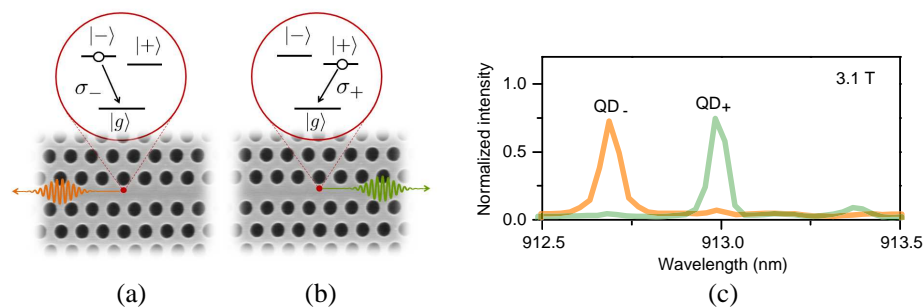 |−⟩
|+⟩
σ−
|g⟩
(a)
|−⟩
|+⟩
σ+
|g⟩
(b)
3.1 T
QD -
QD+
1.0
0.5
0.0
Normalized intensity
912.5
913.0
913.5
Wavelength (nm)
(c)